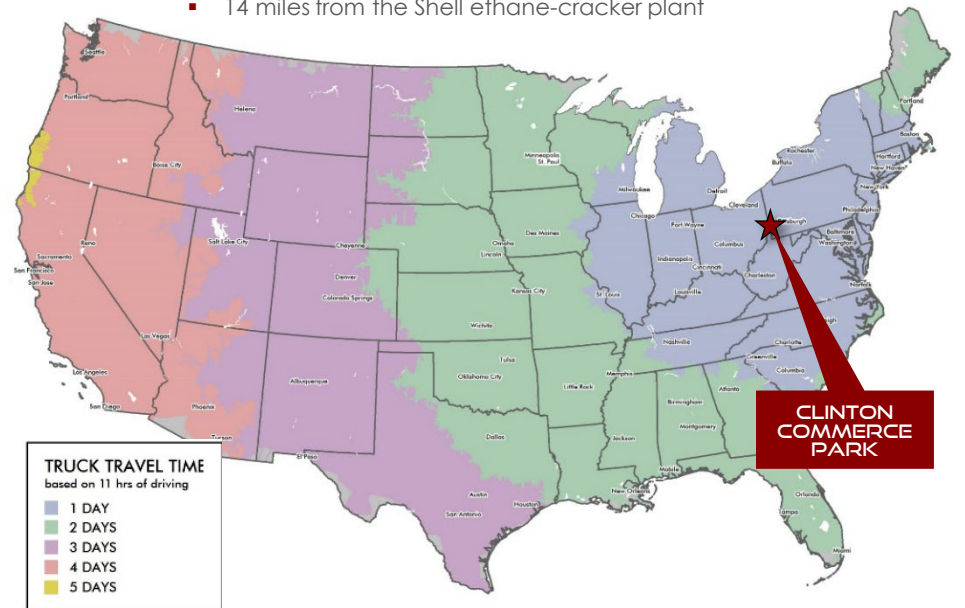 ▪ 14 miles from the Shell ethane-cracker plant
Seattle
Portland
Helena
Boise City
Minneapolis
St. Paul
Milwaukee
Detroit
Rochester
Buffalo
Portland
Boston
Hartford
New Haven
New York
Cleveland
Chicago
Fort Wayne
Philadelphia
Baltimore
Washington
Columbus
Indianapolis
Cincinnati
Charleston
Norfolk
Salt Lake City
Cheyenne
Des Moines
Omaha
Lincoln
Reno
Sacramento
San Francisco
San Jose
Denver
Colorado Springs
Kansas City
Louisville
Wichita
Las Vegas
Nashville
Charlotte
Greenville
Columbia
Tulsa
Oklahoma City
Memphis
Little Rock
Atlanta
Birmingham
Los Angeles
San Diego
Albuquerque
Phoenix
Tucson
Dallas
Jackson
Montgomery
Mobile
El Paso
Austin
Houston
San Antonio
New Orleans
Orlando
Tampa
Miami
CLINTON
COMMERCE
PARK
TRUCK TRAVEL TIME
based on 11 hrs of driving
1 DAY
2 DAYS
3 DAYS
4 DAYS
5 DAYS